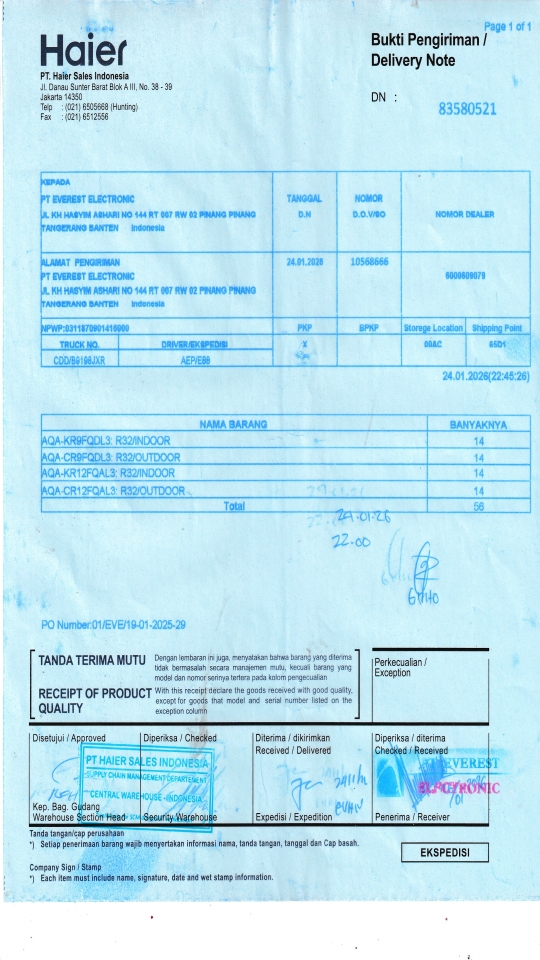 Page 1 of 1
Haier
Bukti Pengiriman /
Delivery Note
PT. Haier Sales Indonesia
Jl. Danau Sunter Barat Blok A III, No. 38 - 39
Jakarta 14350
Telp : (021) 6505668 (Hunting)
Fax : (021) 6512556
DN : 83580521
KEPADA
PT EVEREST ELECTRONIC
JL KH HASYIM ASHARI NO 144 RT 007 RW 02 PINANG PINANG
TANGERANG BANTEN Indonesia
TANGGAL
D.N
NOMOR
D.O.V/SO
NOMOR DEALER
ALAMAT PENGIRIMAN
PT EVEREST ELECTRONIC
JL KH HASYIM ASHARI NO 144 RT 007 RW 02 PINANG PINANG
TANGERANG BANTEN Indonesia
24.01.2026
10568666
PKP
BPKP
Storege Location
Shipping Point
TRUCK NO.
DRIVER/EKSPEDISI
X
AEP/E86
24.01.2026(22:45:26)
NAMA BARANG BANYAKNYA
AQA-KR9FQDL3; R32/INDOOR 14
AQA-CR9FQDL3; R32/OUTDOOR 14
AQA-KR12FQAL3; R32/INDOOR 14
AQA-CR12FQAL3; R32/OUTDOOR 14
Total 56
24-01-26
22.00
PO Number:01/EVE/19-01-2025-29
TANDA TERIMA MUTU
Dengan lembaran ini juga, menyatakan bahwa barang yang diterima
tidak bermasalah secara manajemen mutu, kecuali barang yang
model dan nomor serinya tertera pada kolom pengecualian
RECEIPT OF PRODUCT
QUALITY
With this receipt declare the goods received with good quality,
except for goods that model and serial number listed on the
exception column
Perkecualian /
Exception
Disetujui / Approved
Diperiksa / Checked
Diterima / dikirimkan
Received / Delivered
Diperiksa / diterima
Checked / Received
PT HAIER SALES INDONESIA
SUPPLY CHAIN MANAGEMENT DEPARTEMENT
CENTRAL WAREHOUSE - INDONESIA
EVEREST
ELECTRONIC
Kep. Bag. Gudang
Warehouse Section Head
Security Warehouse
Expedisi / Expedition
Penerima / Receiver
Tanda tangan/cap perusahaan
*) Setiap penerimaan barang wajib menyertakan informasi nama, tanda tangan, tanggal dan Cap basah.
EKSPEDISI
Company Sign / Stamp
*) Each item must include name, signature, date and wet stamp information.